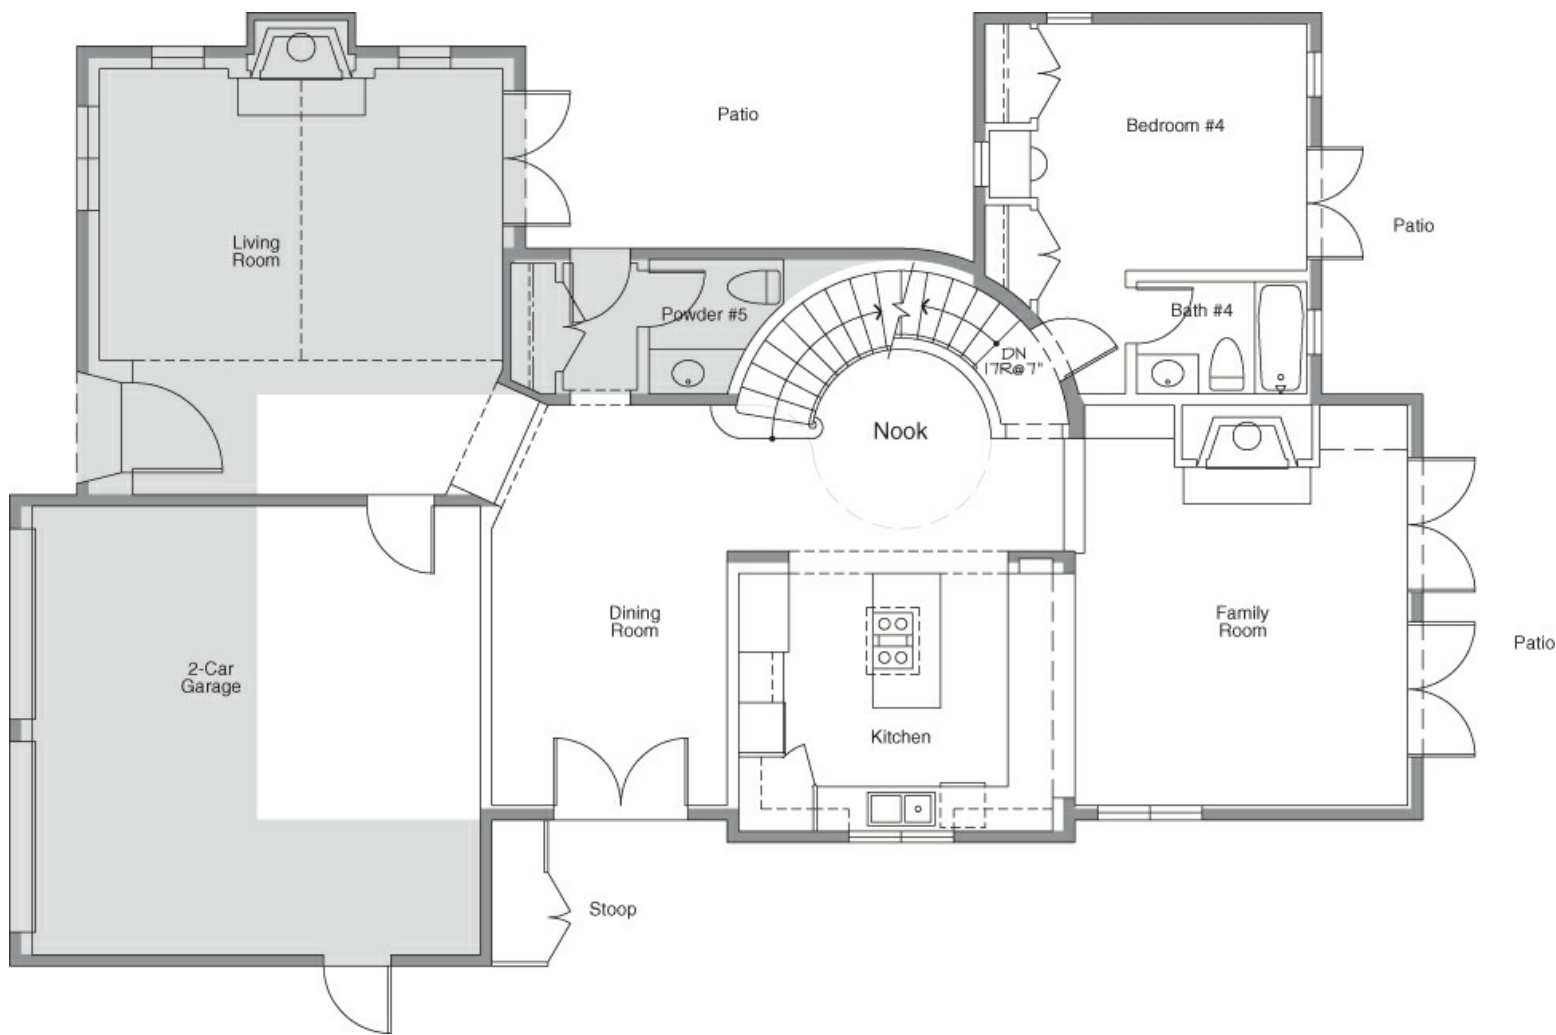 Patio
Bedroom #4
Patio
Living
Room
Powder #5
Bath #4
DN
17R@7"
Nook
Dining
Room
Family
Room
Patio
2-Car
Garage
Kitchen
Stoop